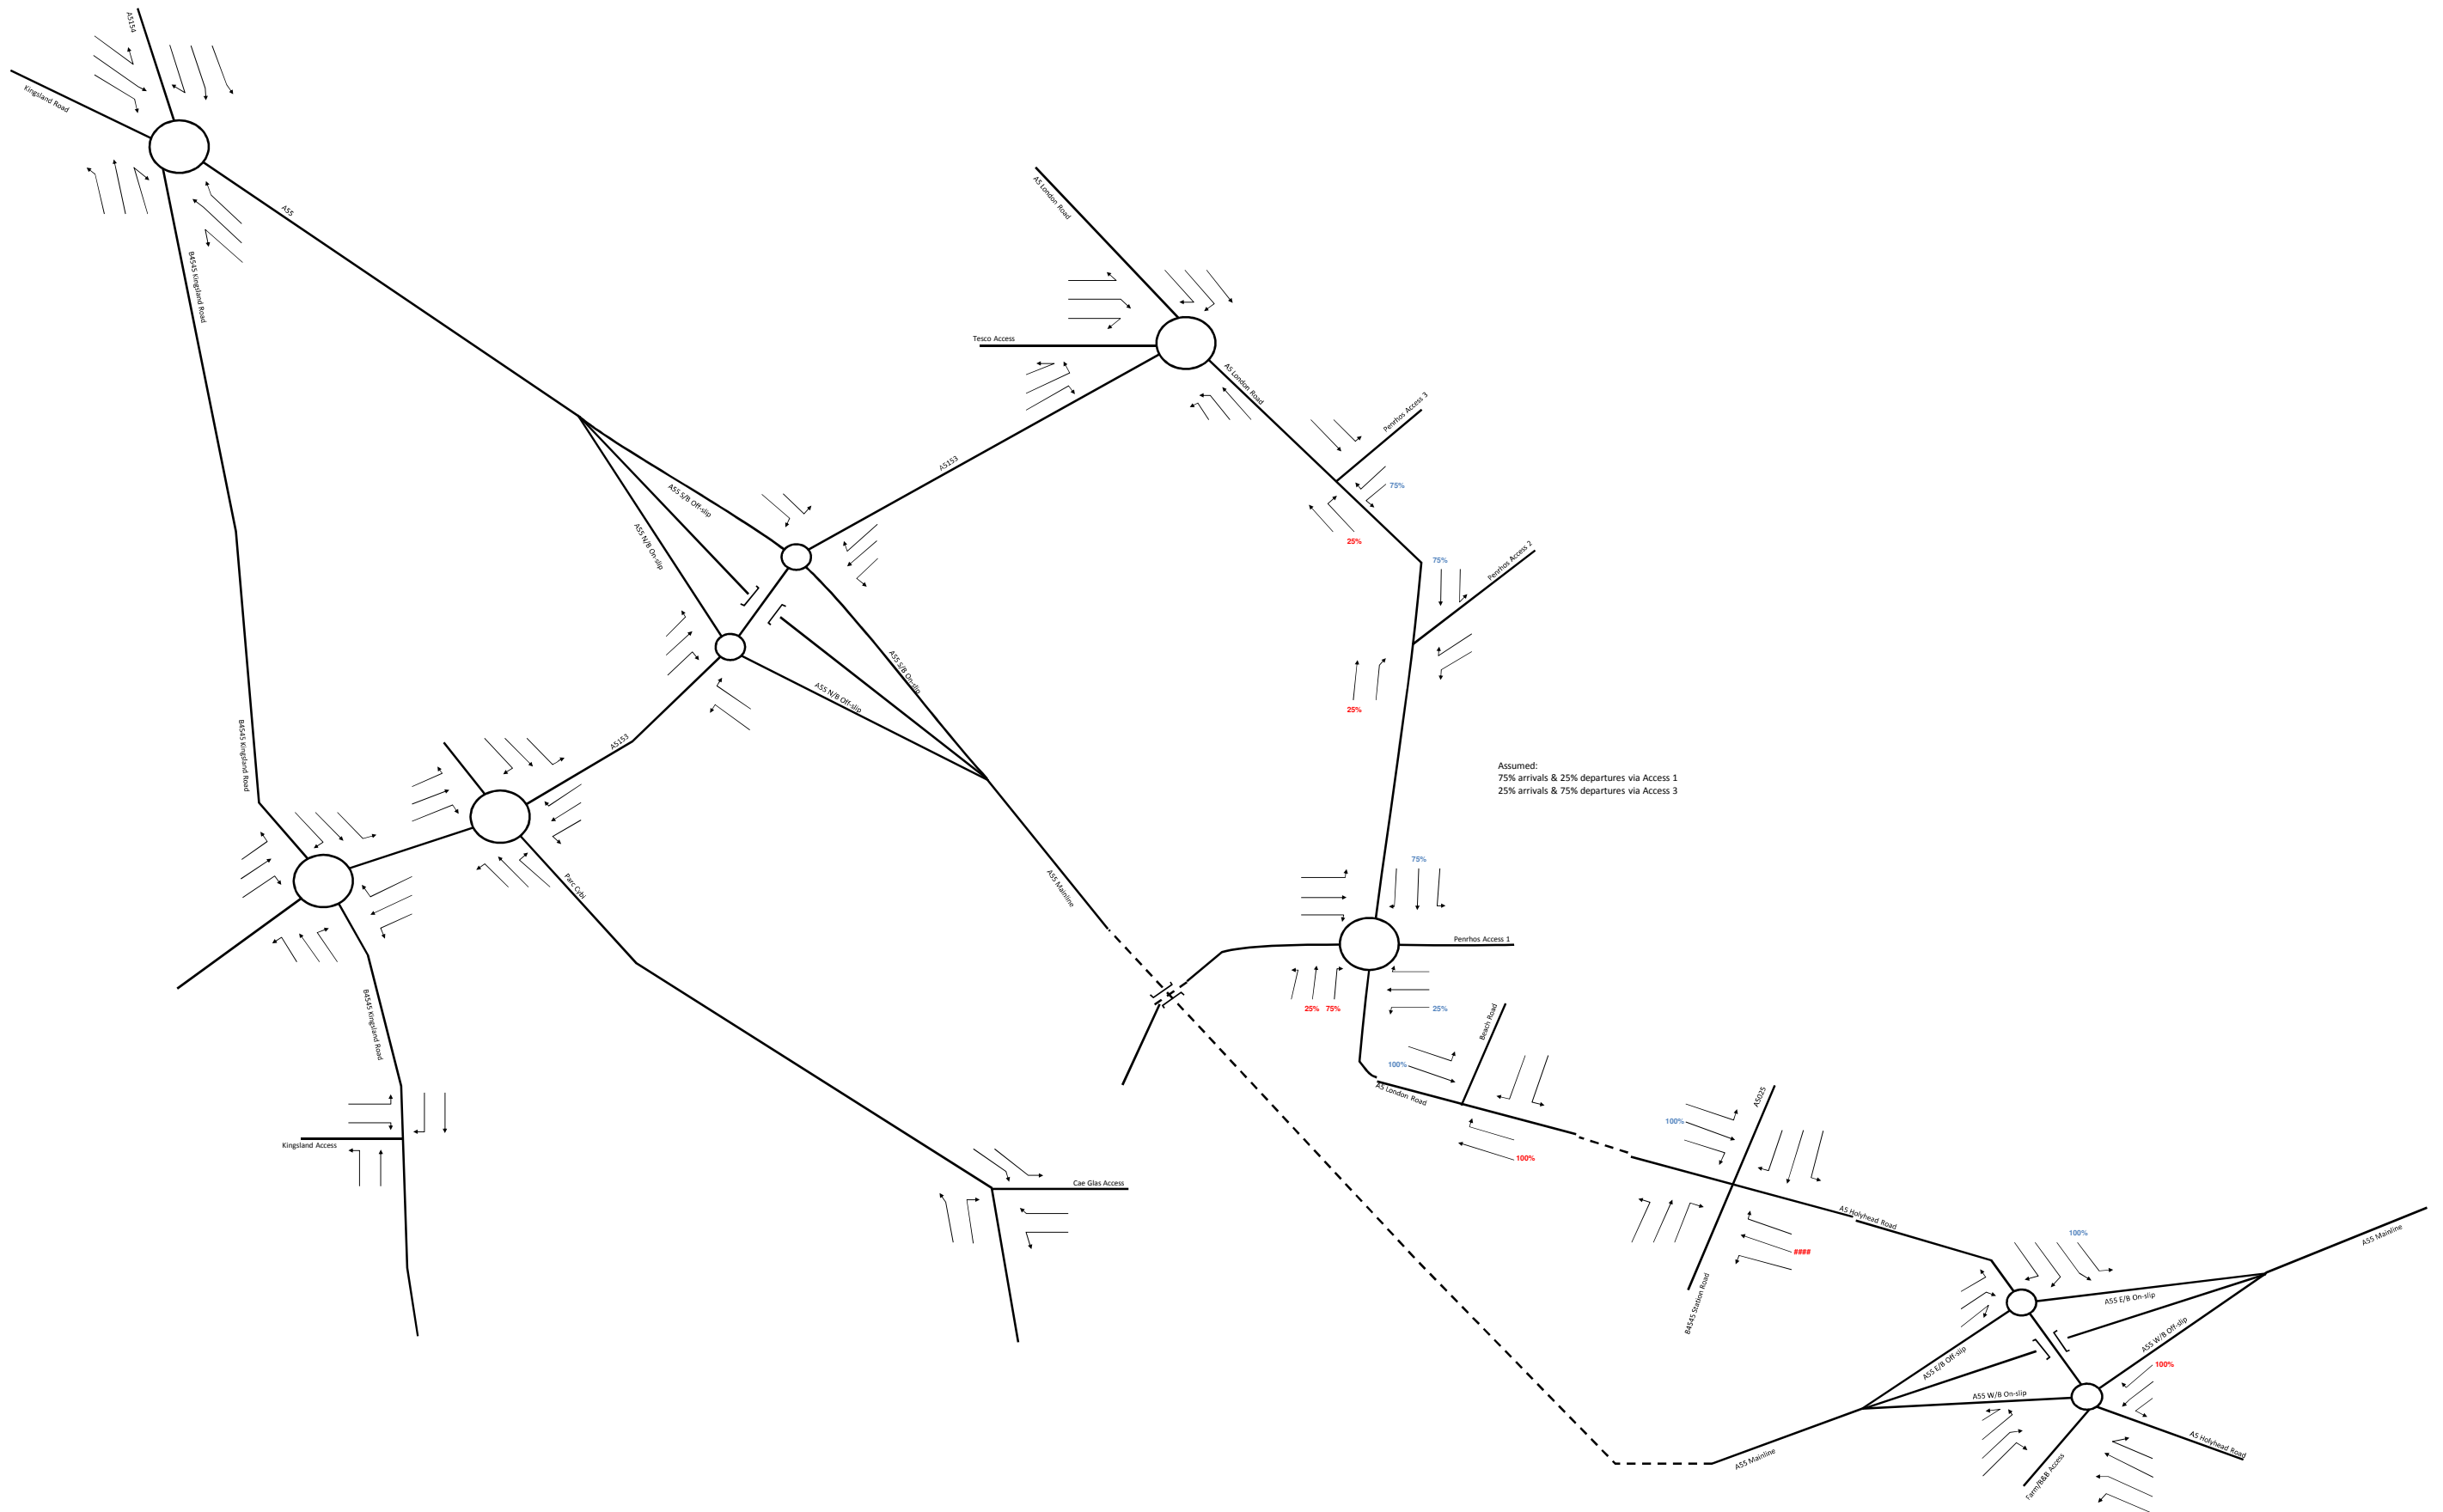 A5154
Kingsland Road
A55
B4545 Kingsland Road
A5 London Road
Tesco Access
A5 London Road
Penrhos Access 3
75%
25%
A5153
A55 S/B Off-slip
A55 N/B On-slip
75%
Penrhos Access 2
25%
A55 S/B On-slip
A55 N/B Off-slip
B4545 Kingsland Road
A5153
Assumed:
75% arrivals & 25% departures via Access 1
25% arrivals & 75% departures via Access 3
Parc Cybi
A55 Mainline
75%
Penrhos Access 1
25%
75%
25%
Beach Road
B4545 Kingsland Road
100%
A5 London Road
100%
A5025
100%
Kingsland Access
Cae Glas Access
A5 Holyhead Road
####
B4545 Station Road
100%
A55 Mainline
A55 E/B On-slip
A55 W/B Off-slip
A55 E/B Off-slip
100%
A55 W/B On-slip
A5 Holyhead Road
A55 Mainline
Farm/B&B Access